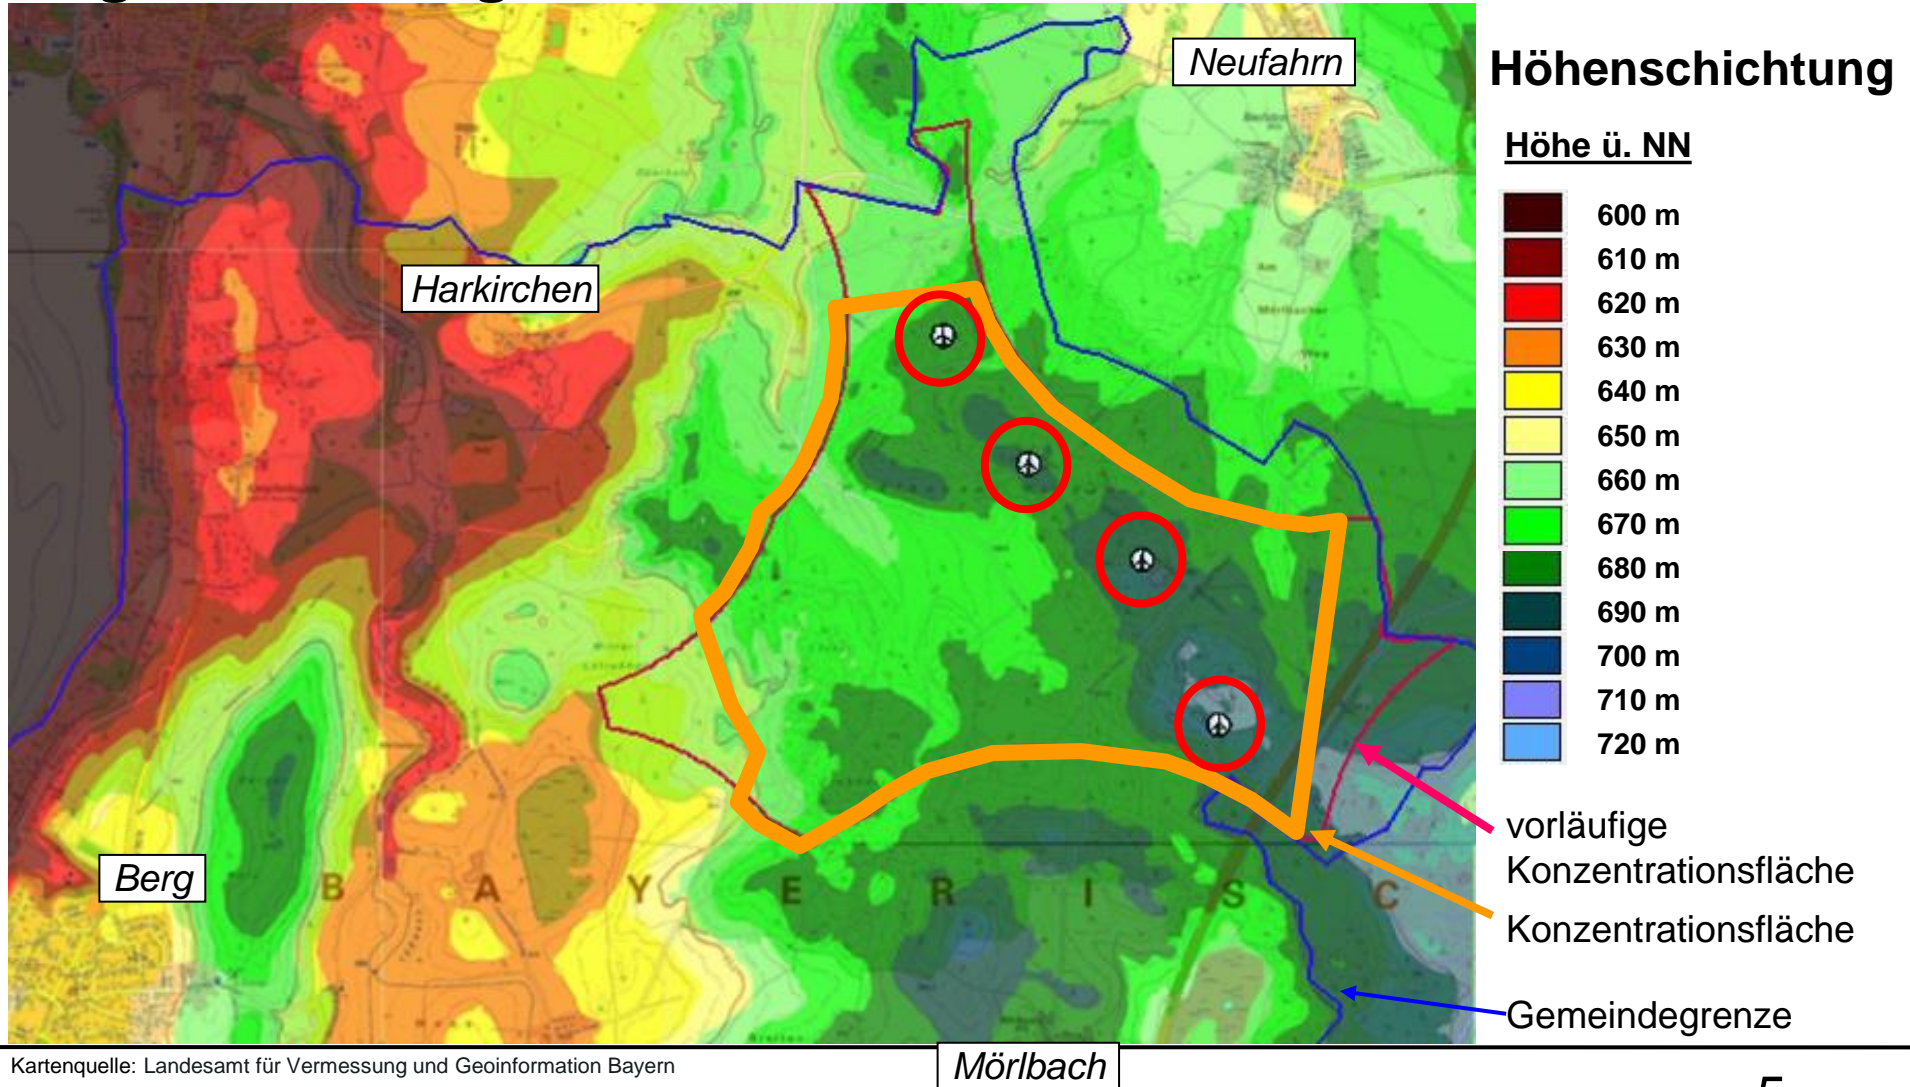 Neufahrn
Höhenschichtung
Höhe ü. NN
600 m
610 m
620 m
Harkirchen
630 m
640 m
650 m
660 m
670 m
680 m
690 m
700 m
710 m
720 m
vorläufige
Konzentrationsfläche
Berg
B A Y E R I S C
Konzentrationsfläche
Gemeindegrenze
Kartenquelle: Landesamt für Vermessung und Geoinformation Bayern
Mörlbach